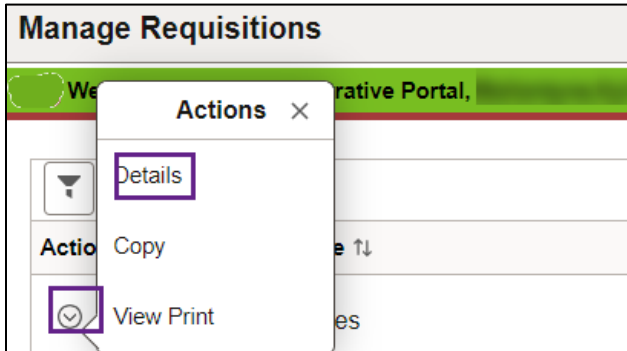 Manage Requisitions
We
rative Portal,
Actions ×
Details
Copy
View Print
Actio
e ↑↓
es